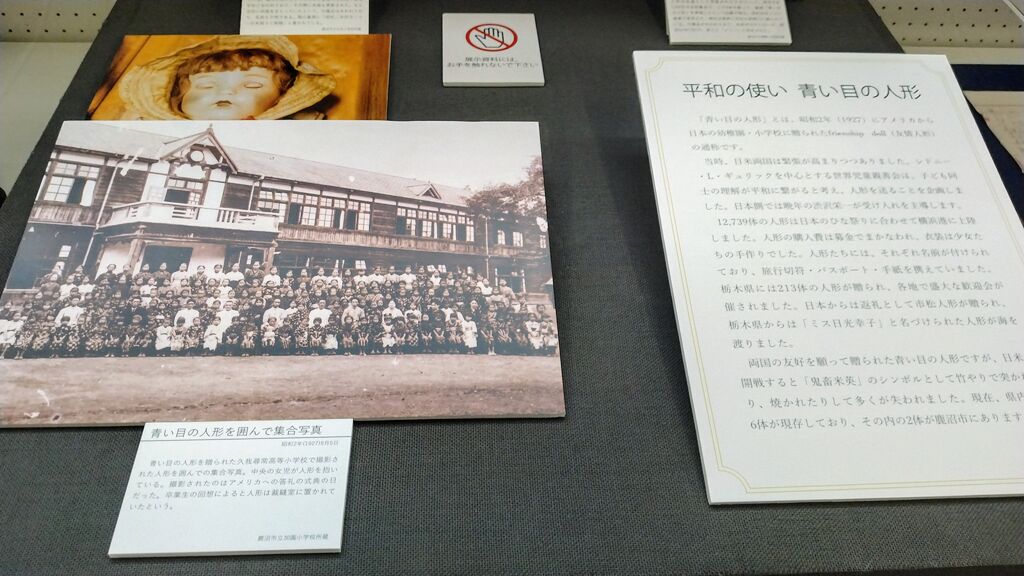 展示資料には、
お手を触れないで下さい
平和の使い 青い目の人形
「青い目の人形」とは、昭和2年（1927）にアメリカから
日本の幼稚園・小学校に贈られたfriendship doll（友情人形）
の通称です。
当時、日米両国は緊張が高まりつつありました。シドニー
・L・ギュリックを中心とする世界児童親善会は、子ども同
士の理解が平和に繋がると考え、人形を送ることを企画しま
した。日本側では晩年の渋沢栄一が受け入れを主導します。
12,739体の人形は日本のひな祭りに合わせて横浜港に上陸
しました。人形の購入費は募金でまかなわれ、衣装は少女た
ちの手作りでした。人形たちには、それぞれ名前が付けられ
ており、旅行切符・パスポート・手紙を携えていました。
栃木県には213体の人形が贈られ、各地で盛大な歓迎会が
催されました。日本からは返礼として市松人形が贈られ、
栃木県からは「ミス日光幸子」と名づけられた人形が海を
渡りました。
両国の友好を願って贈られた青い目の人形ですが、日米
開戦すると「鬼畜米英」のシンボルとして竹やりで突か
り、焼かれたりして多くが失われました。現在、県内
6体が現存しており、その内の2体が鹿沼市にあります
青い目の人形を囲んで集合写真
昭和2年(1927)6月5日
青い目の人形を贈られた久我尋常高等小学校で撮影さ
れた人形を囲んでの集合写真。中央の女児が人形を抱い
ている。撮影されたのはアメリカへの答礼の式典の日
だった。卒業生の回想によると人形は裁縫室に置かれて
いたという。
鹿沼市立加園小学校所蔵